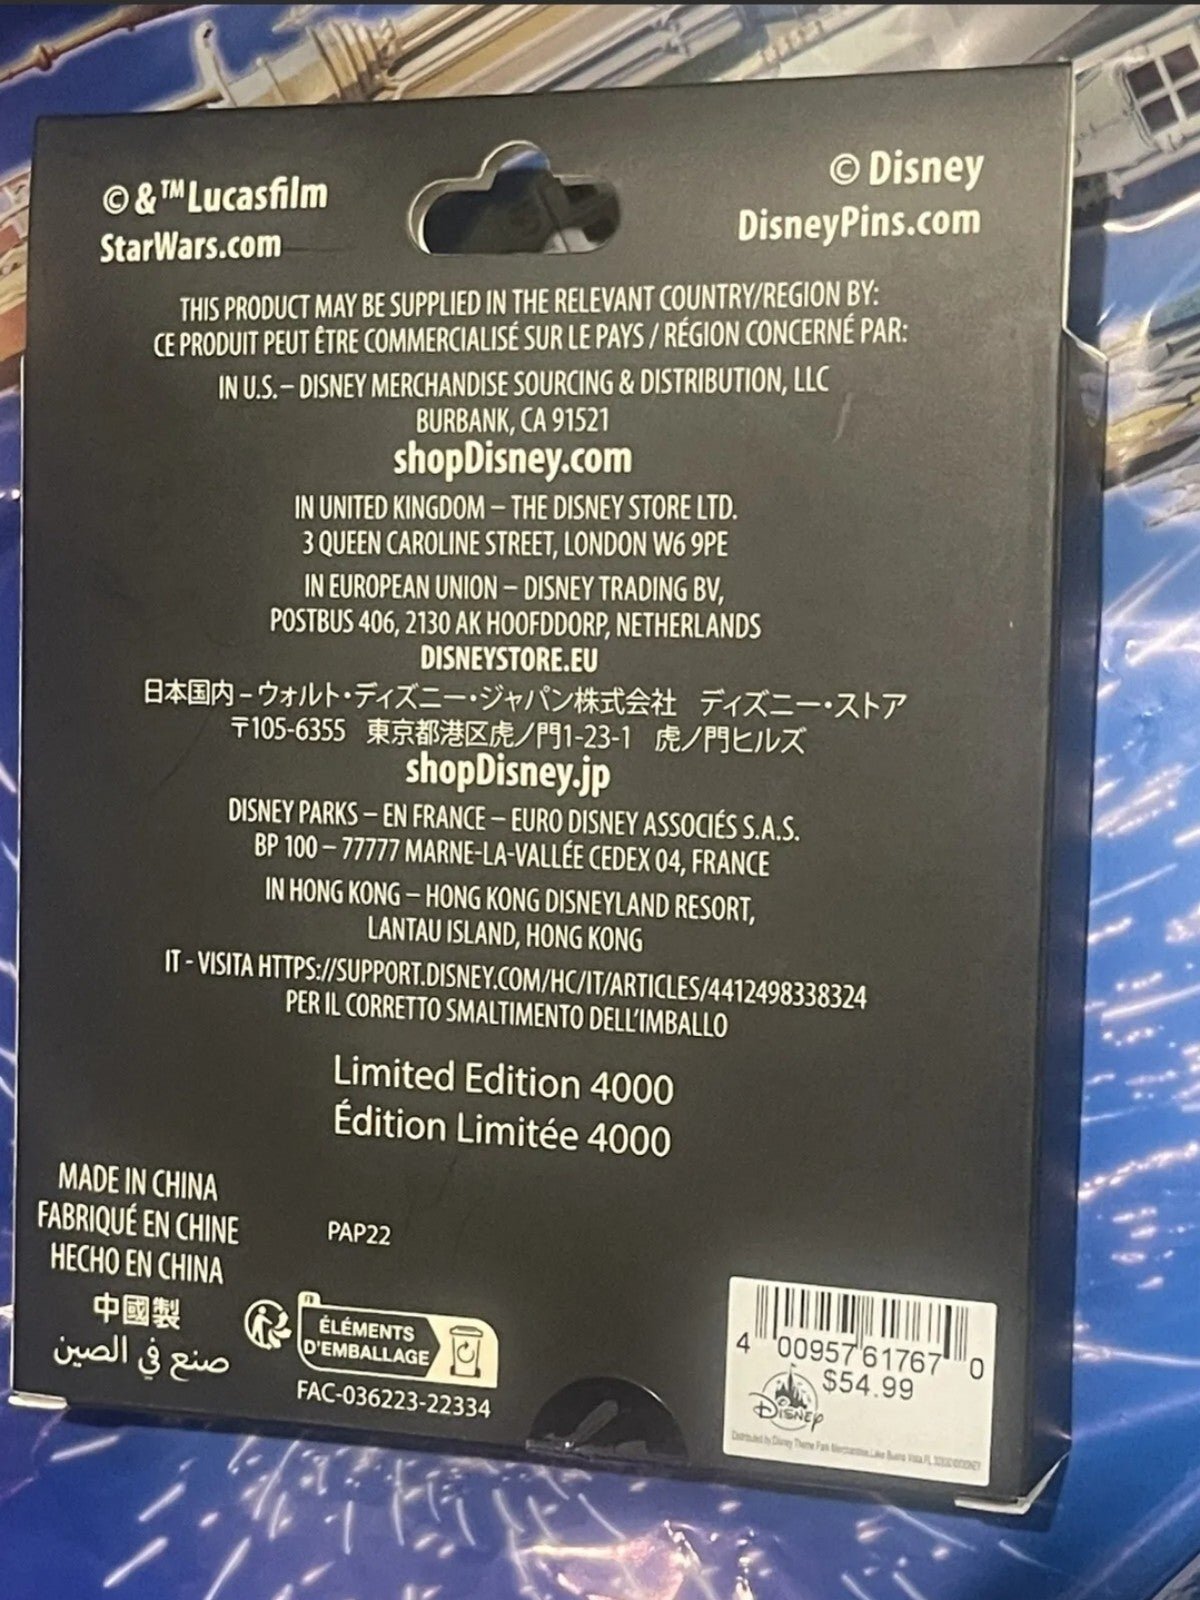 © & ™ Lucasfilm
StarWars.com
© Disney
DisneyPins.com
THIS PRODUCT MAY BE SUPPLIED IN THE RELEVANT COUNTRY/REGION BY:
CE PRODUIT PEUT ÊTRE COMMERCIALISÉ SUR LE PAYS / RÉGION CONCERNÉ PAR:
IN U.S. – DISNEY MERCHANDISE SOURCING & DISTRIBUTION, LLC
BURBANK, CA 91521
shopDisney.com
IN UNITED KINGDOM – THE DISNEY STORE LTD.
3 QUEEN CAROLINE STREET, LONDON W6 9PE
IN EUROPEAN UNION – DISNEY TRADING BV,
POSTBUS 406, 2130 AK HOOFDDORP, NETHERLANDS
DISNEYSTORE.EU
日本国内 – ウォルト・ディズニー・ジャパン株式会社 ディズニー・ストア
〒105-6355 東京都港区虎ノ門1-23-1 虎ノ門ヒルズ
shopDisney.jp
DISNEY PARKS – EN FRANCE – EURO DISNEY ASSOCIÉS S.A.S.
BP 100 – 77777 MARNE-LA-VALLÉE CEDEX 04, FRANCE
IN HONG KONG – HONG KONG DISNEYLAND RESORT,
LANTAU ISLAND, HONG KONG
IT - VISITA HTTPS://SUPPORT.DISNEY.COM/HC/IT/ARTICLES/4412498338324
PER IL CORRETTO SMALTIMENTO DELL'IMBALLO
Limited Edition 4000
Édition Limitée 4000
MADE IN CHINA
FABRIQUÉ EN CHINE
HECHO EN CHINA
中國製
صنع في الصين
PAP22
ÉLÉMENTS
D'EMBALLAGE
FAC-036223-22334
4 00957 61767 0
$54.99
Disney
Distributed by Disney Theme Park Merchandise, Lake Buena Vista, FL